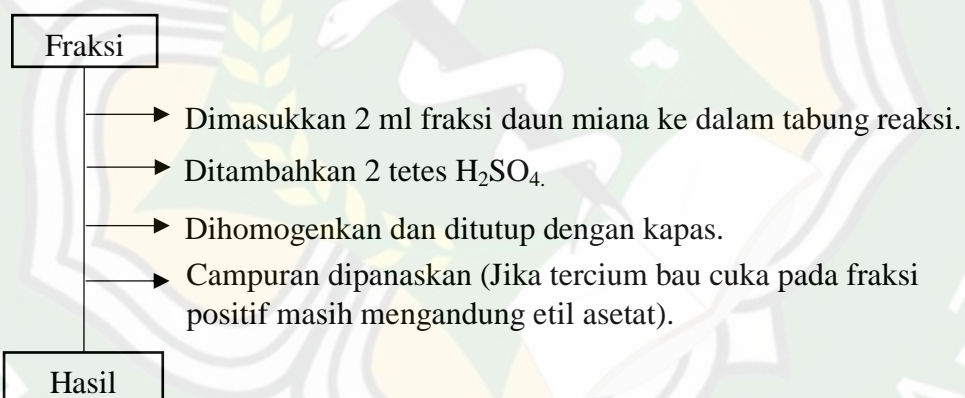 Fraksi
Dimasukkan 2 ml fraksi daun miana ke dalam tabung reaksi.
Ditambahkan 2 tetes H₂SO₄.
Dihomogenkan dan ditutup dengan kapas.
Campuran dipanaskan (Jika tercium bau cuka pada fraksi
positif masih mengandung etil asetat).
Hasil